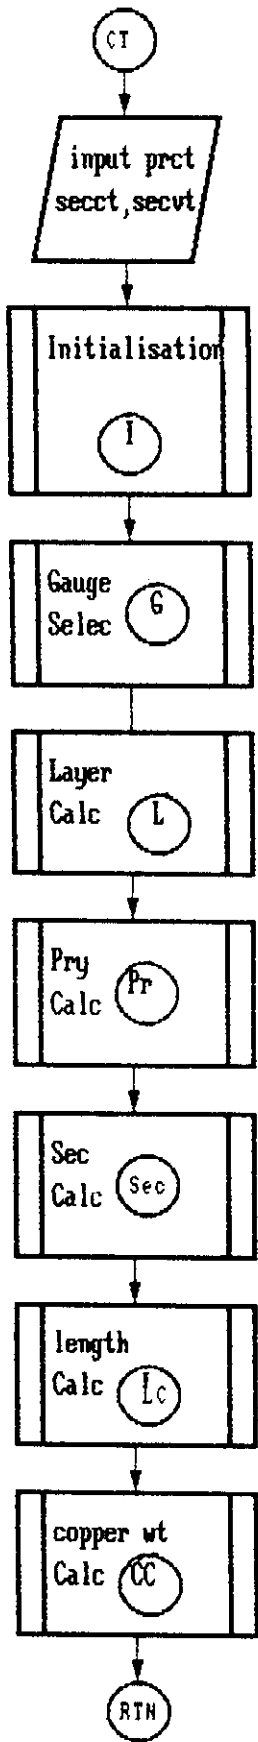 CT
input prct
secct,secvt
Initialisation
I
Gauge
Selec G
Layer
Calc L
Pry
Calc Pr
Sec
Calc Sec
length
Calc Lc
copper wt
Calc CC
RTN